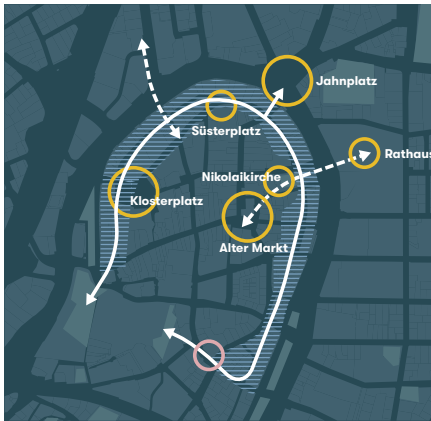 Jahnplatz
Süsterplatz
Rathaus
Nikolaikirche
Klosterplatz
Alter Markt